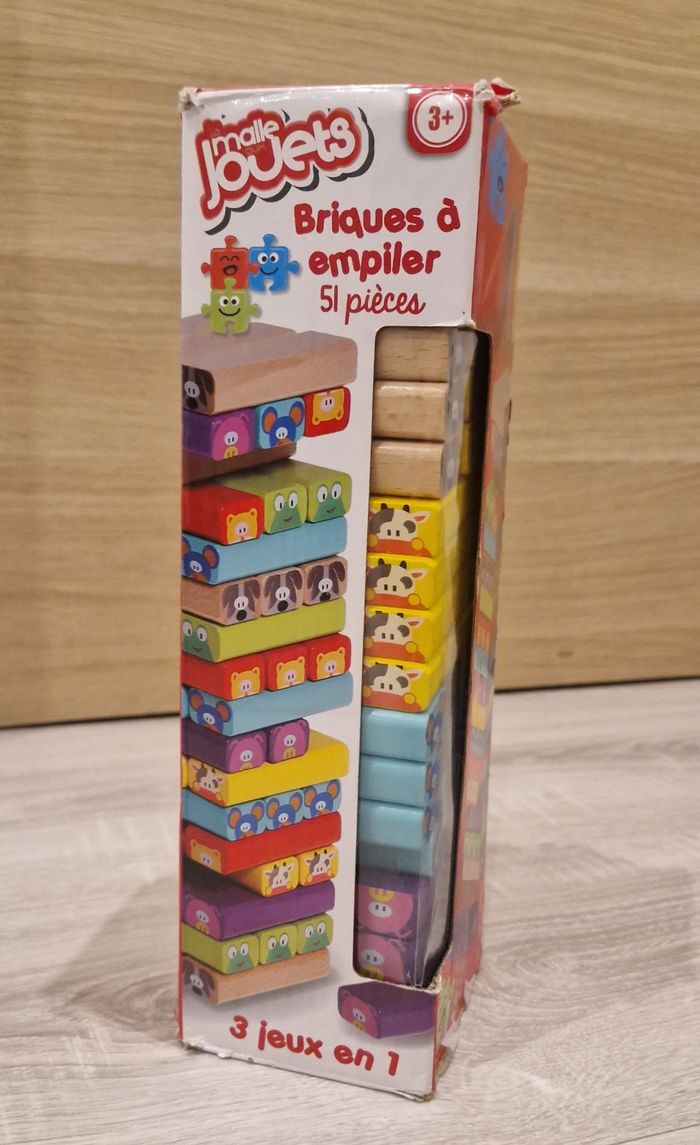 malle
Jouets
3+
Briques à
empiler
51 pièces
3 jeux en 1